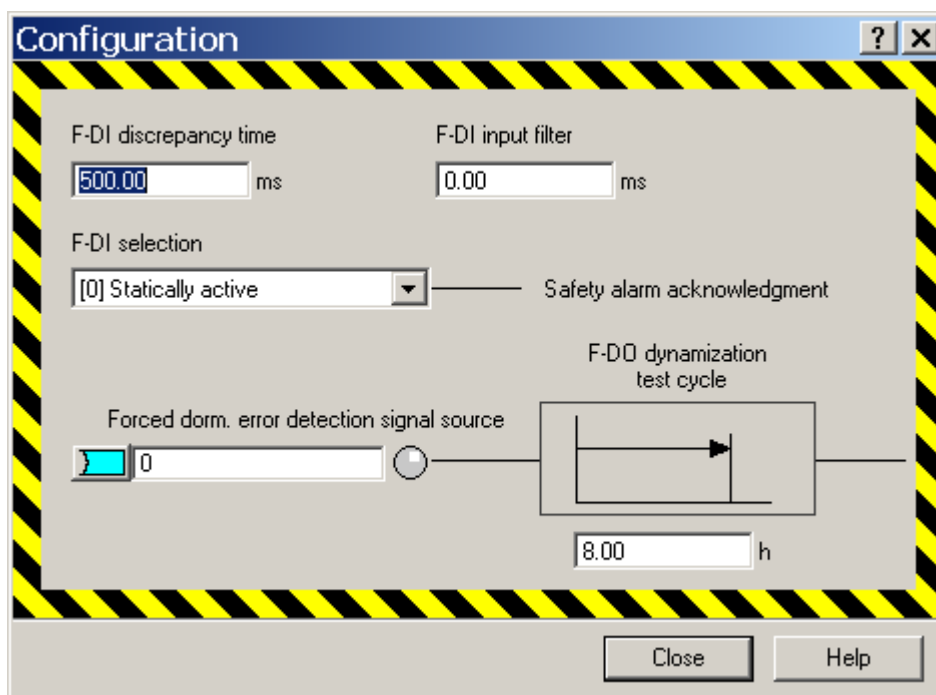 Configuration
F-DI discrepancy time F-DI input filter
500.00 ms 0.00 ms
F-DI selection
[0] Statically active Safety alarm acknowledgment
F-DO dynamization
test cycle
Forced dorm. error detection signal source
0
8.00 h
Close Help